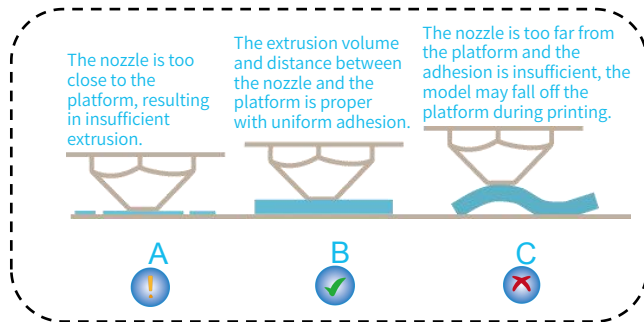 The nozzle is too
close to the
platform, resulting
in insufficient
extrusion.
The extrusion volume
and distance between
the nozzle and the
platform is proper
with uniform adhesion.
The nozzle is too far from
the platform and the
adhesion is insufficient, the
model may fall off the
platform during printing.
A
B
C